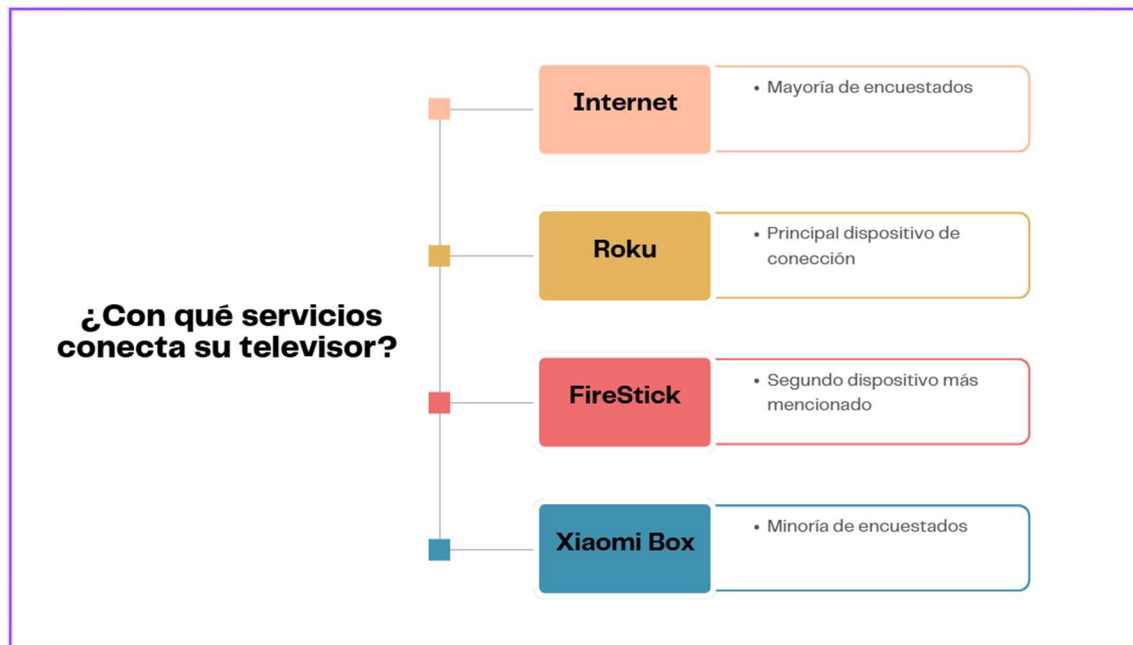 ¿Con qué servicios
conecta su televisor?
Internet
• Mayoría de encuestados
Roku
• Principal dispositivo de
conección
FireStick
• Segundo dispositivo más
mencionado
Xiaomi Box
• Minoría de encuestados